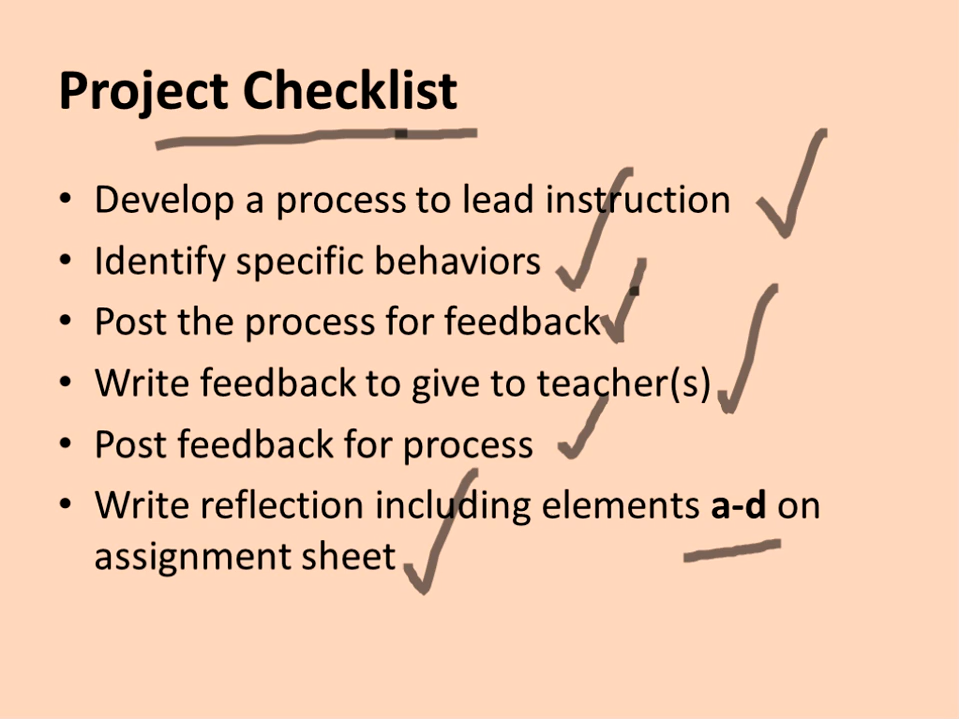 Project Checklist
• Develop a process to lead instruction
• Identify specific behaviors
• Post the process for feedback
• Write feedback to give to teacher(s)
• Post feedback for process
• Write reflection including elements a-d on
assignment sheet